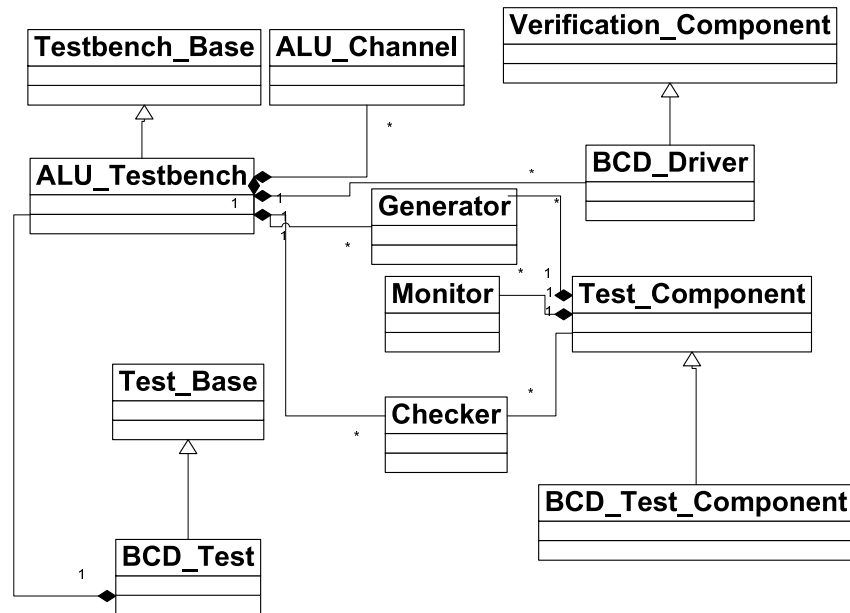 Testbench_Base
ALU_Channel
Verification_Component
*
ALU_Testbench
BCD_Driver
*
1
1
Generator
1
*
1
*
*
1
Monitor
1
Test_Component
1
Test_Base
*
Checker
*
BCD_Test_Component
BCD_Test
1